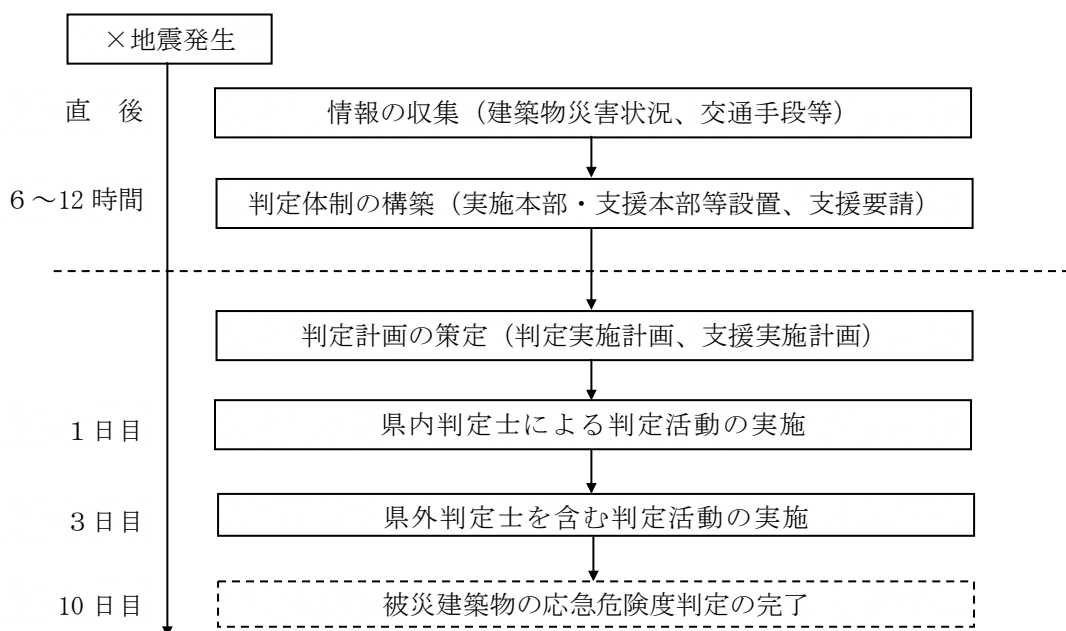 ×地震発生
直　後
情報の収集（建築物災害状況、交通手段等）
6～12時間
判定体制の構築（実施本部・支援本部等設置、支援要請）
判定計画の策定（判定実施計画、支援実施計画）
1日目
県内判定士による判定活動の実施
3日目
県外判定士を含む判定活動の実施
10日目
被災建築物の応急危険度判定の完了